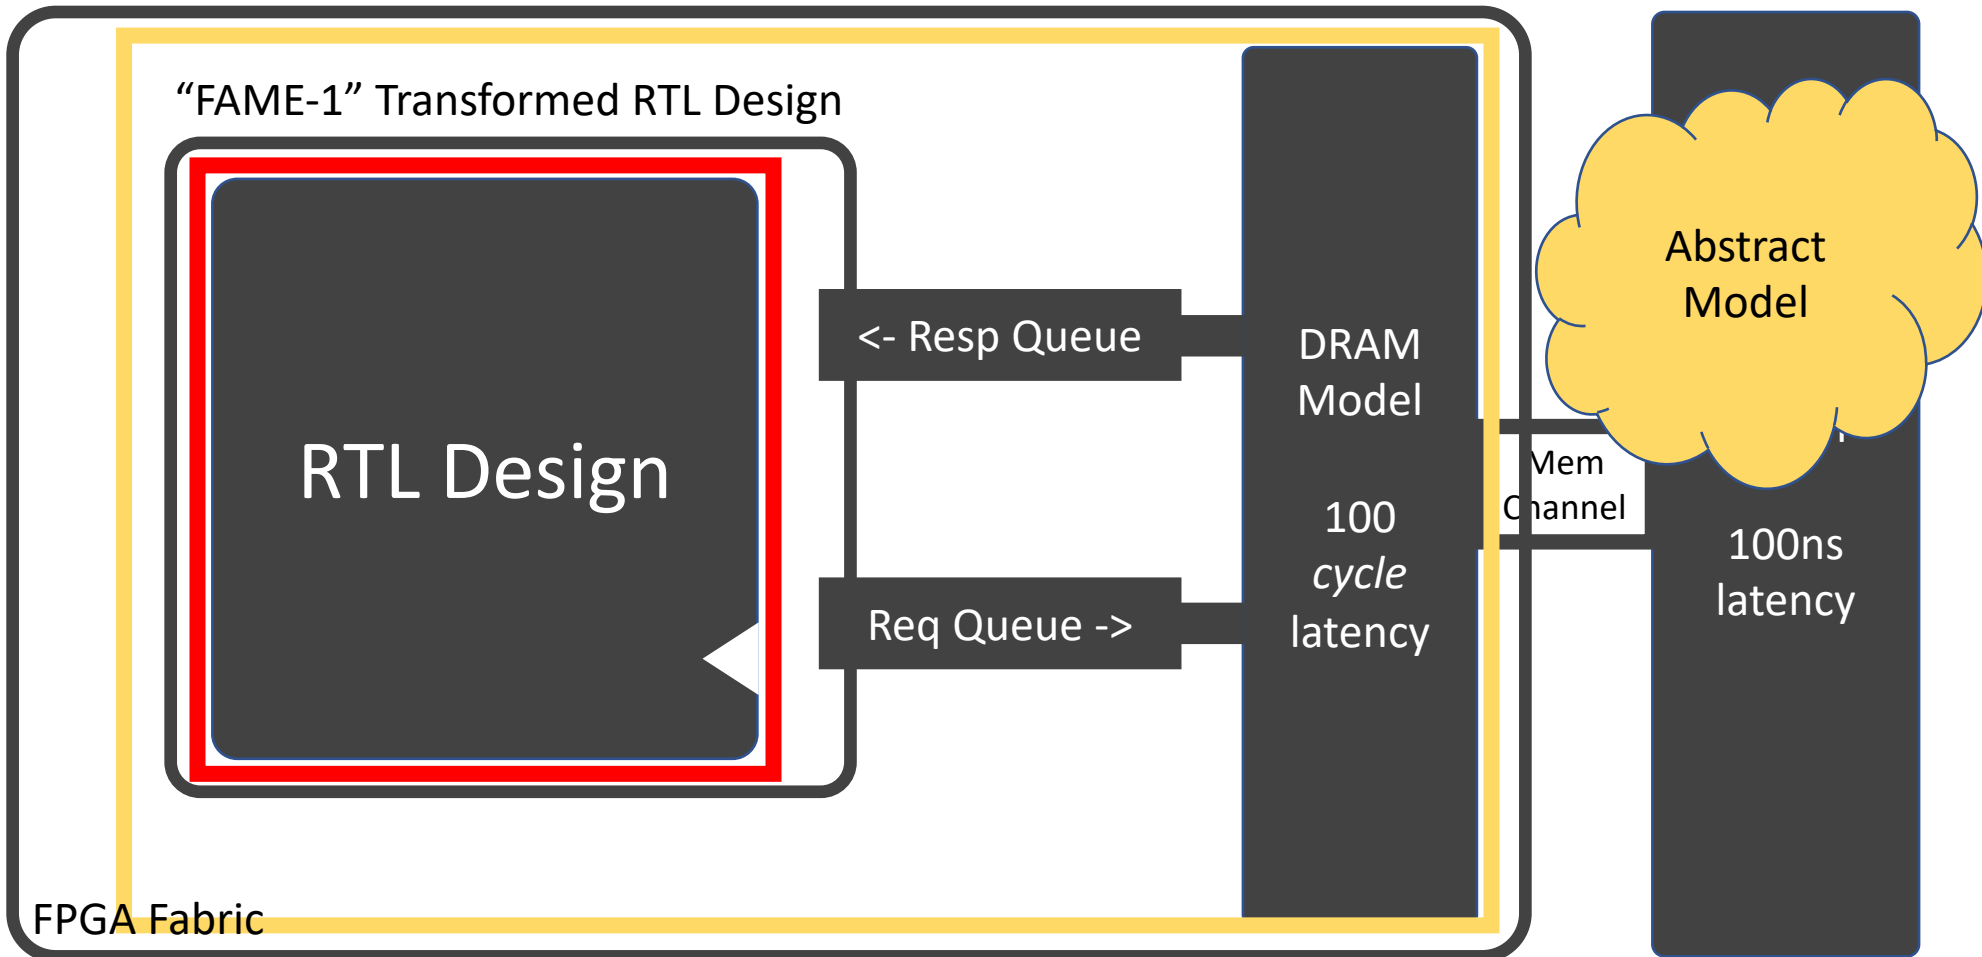 “FAME-1” Transformed RTL Design
RTL Design
<- Resp Queue
Req Queue ->
DRAM
Model
100
cycle
latency
Mem
Channel
Abstract
Model
100ns
latency
FPGA Fabric